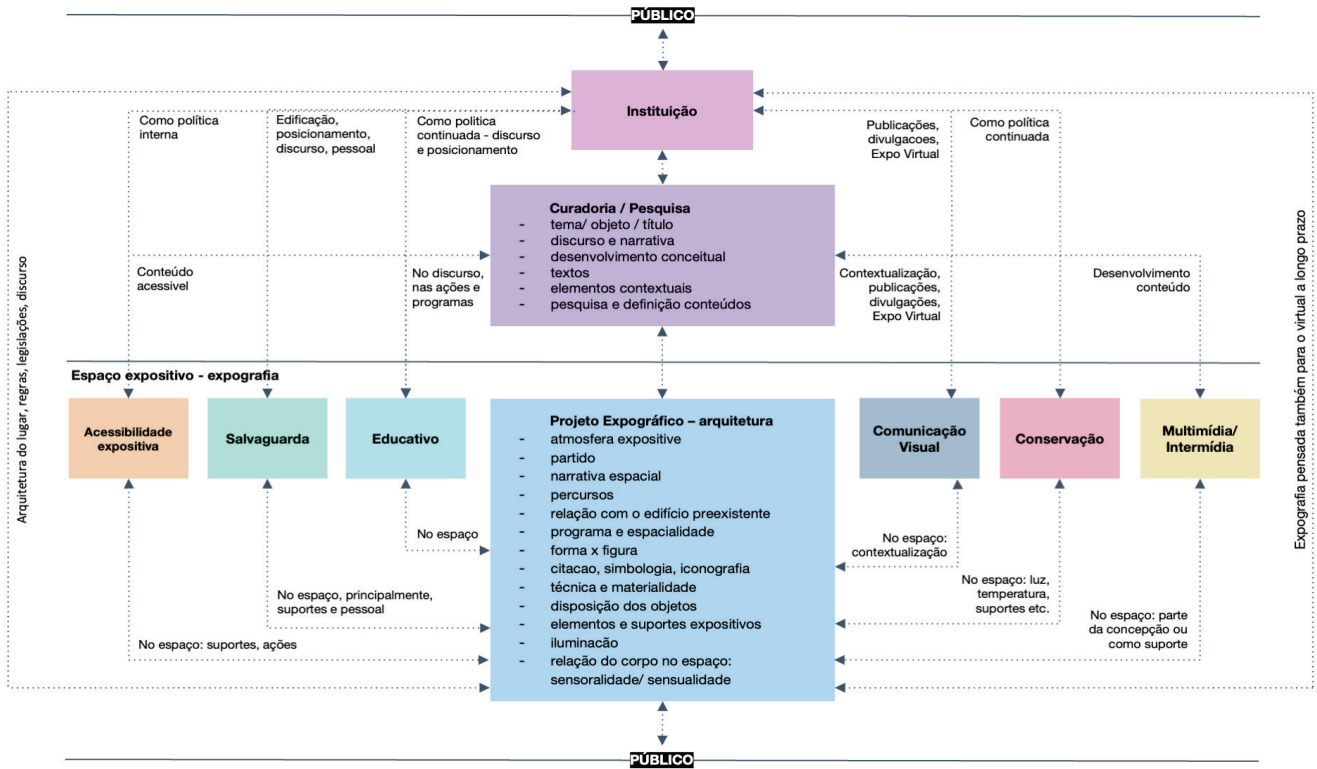 PÚBLICO
Instituição
Como política
interna
Edificação,
posicionamento,
discurso, pessoal
Como politica
continuada - discurso
e posicionamento
Publicações,
divulgacoes,
Expo Virtual
Como política
continuada
Curadoria / Pesquisa
- tema/ objeto / título
- discurso e narrativa
- desenvolvimento conceitual
- textos
- elementos contextuais
- pesquisa e definição conteúdos
Conteúdo
acessivel
No discurso,
nas ações e
programas
Contextualização,
publicações,
divulgações,
Expo Virtual
Desenvolvimento
conteúdo
Arquitetura do lugar, regras, legislações, discurso
Expografia pensada também para o virtual a longo prazo
Espaço expositivo - expografia
Acessibilidade
expositiva
Salvaguarda
Educativo
Projeto Expográfico – arquitetura
- atmosfera expositive
- partido
- narrativa espacial
- percursos
- relação com o edifício preexistente
- programa e espacialidade
- forma x figura
- citacao, simbologia, iconografia
- técnica e materialidade
- disposição dos objetos
- elementos e suportes expositivos
- iluminacão
- relação do corpo no espaço:
sensoralidade/ sensualidade
Comunicação
Visual
Conservação
Multimídia/
Intermídia
No espaço
No espaço, principalmente,
suportes e pessoal
No espaço: suportes, ações
No espaço:
contextualização
No espaço: luz,
temperatura,
suportes etc.
No espaço: parte
da concepção ou
como suporte
PÚBLICO